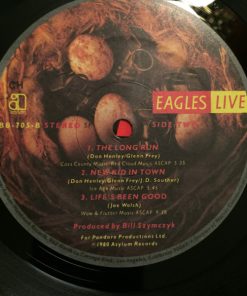 EAGLES LIVE
BB-705-B STEREO
SIDE
1. THE LONG RUN
(Don Henley/Glenn Frey)
Cass County Music/Red Cloud Music ASCAP 5:35
2. NEW KID IN TOWN
(Don Henley/Glenn Frey/J.D. Souther)
Ice Age Music ASCAP 5:45
3. LIFE'S BEEN GOOD
(Joe Walsh)
Wow & Flutter Music ASCAP 9:38
Produced by Bill Szymczyk
For Pandora Productions Ltd.
©1980 Asylum Records